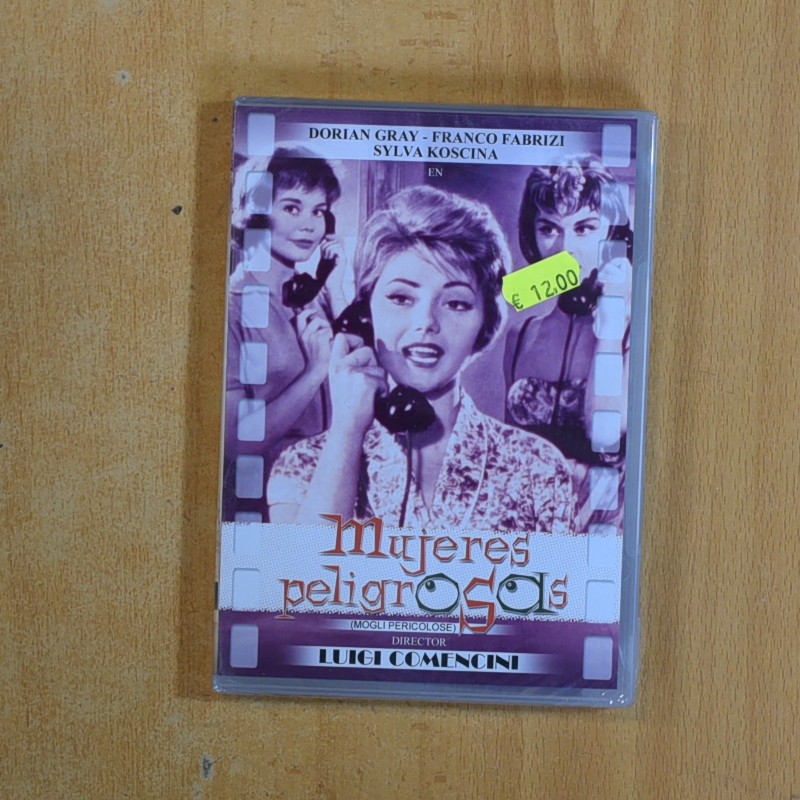 DORIAN GRAY - FRANCO FABRIZI
SYLVA KOSCINA
EN
€ 12,00
Mujeres
peligrosas
(MOGLI PERICOLOSE)
DIRECTOR
LUIGI COMENCINI